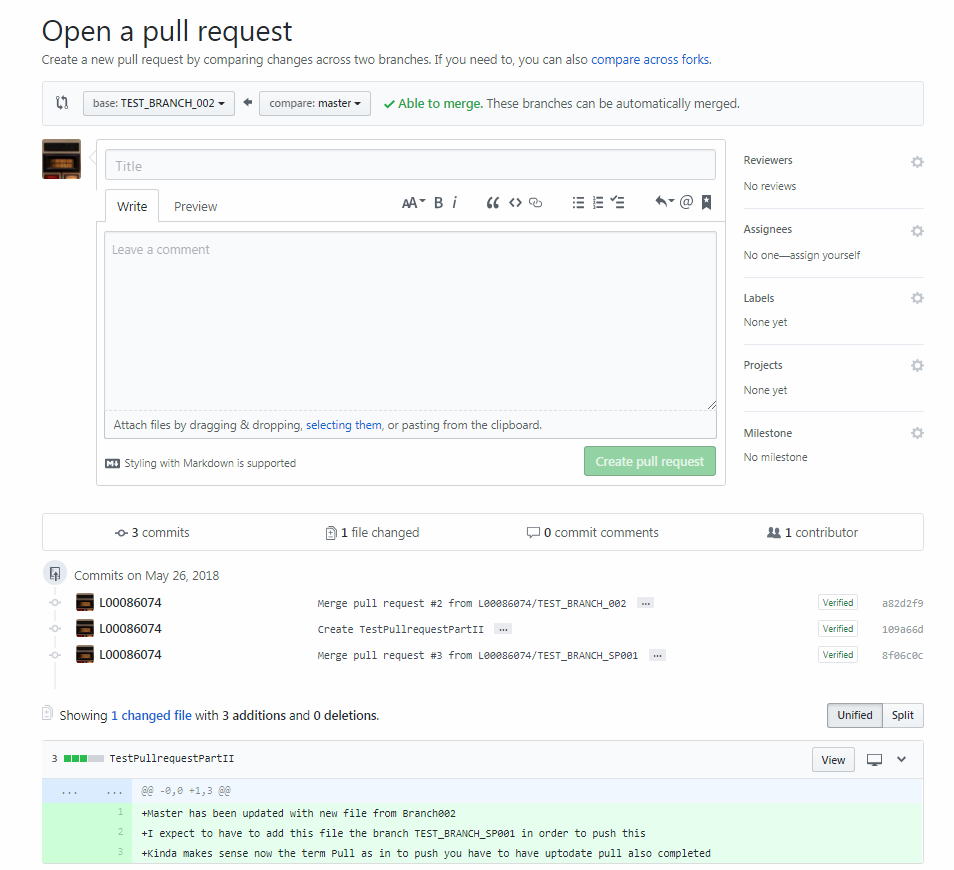 Open a pull request
Create a new pull request by comparing changes across two branches. If you need to, you can also compare across forks.
base: TEST_BRANCH_002 compare: master Able to merge. These branches can be automatically merged.
Title
Write Preview AA B i
Leave a comment
Attach files by dragging & dropping, selecting them, or pasting from the clipboard.
Styling with Markdown is supported Create pull request
Reviewers
No reviews
Assignees
No one—assign yourself
Labels
None yet
Projects
None yet
Milestone
No milestone
3 commits 1 file changed 0 commit comments 1 contributor
Commits on May 26, 2018
L00086074 Merge pull request #2 from L00086074/TEST_BRANCH_002 … Verified a82d2f9
L00086074 Create TestPullrequestPartII … Verified 109a66d
L00086074 Merge pull request #3 from L00086074/TEST_BRANCH_SP001 … Verified 8f06c0c
Showing 1 changed file with 3 additions and 0 deletions. Unified Split
3 TestPullrequestPartII View
... ... @@ -0,0 +1,3 @@
1 +Master has been updated with new file from Branch002
2 +I expect to have to add this file the branch TEST_BRANCH_SP001 in order to push this
3 +Kinda makes sense now the term Pull as in to push you have to have uptodate pull also completed